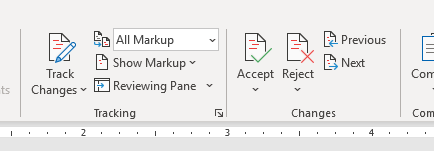 All Markup
Show Markup
Reviewing Pane
Track
Changes
Tracking
Accept
Reject
Previous
Next
Changes
2 3 4